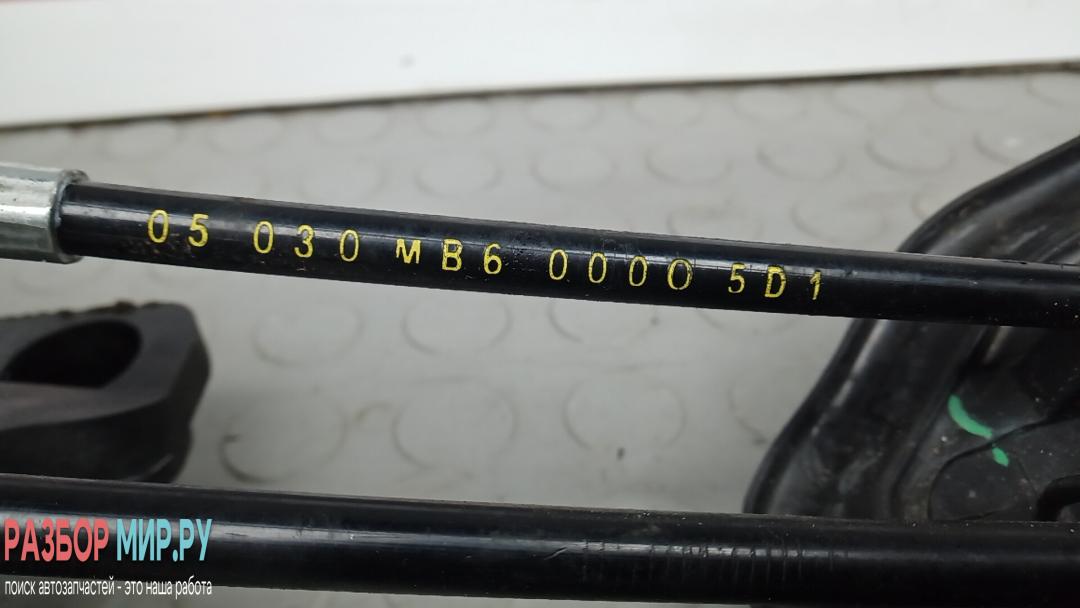 05 030 MB6 0000 5D1
РАЗБОР МИР.РУ
поиск автозапчастей - это наша работа